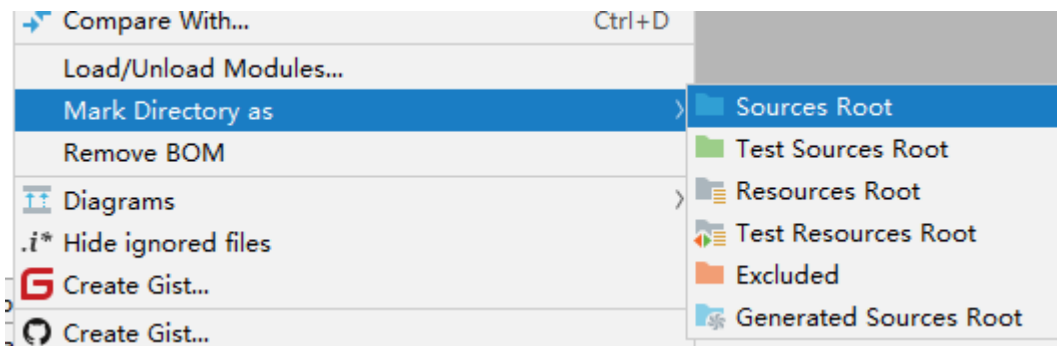 Compare With... Ctrl+D
Load/Unload Modules...
Mark Directory as
Remove BOM
Diagrams
.i* Hide ignored files
Create Gist...
Create Gist...
Sources Root
Test Sources Root
Resources Root
Test Resources Root
Excluded
Generated Sources Root